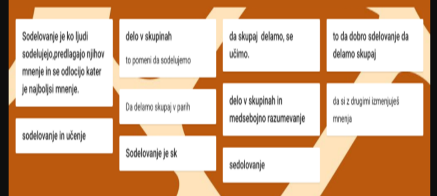 Sodelovanje je ko ljudi
sodelujejo,predlagajo njihov
mnenje in se odlocijo kater
je najboljsi mnenje.
sodelovanje in učenje
delo v skupinah
to pomeni da sodelujemo
Da delamo skupaj v parih
Sodelovanje je sk
da skupaj delamo, se
učimo.
delo v skupinah in
medsebojno razumevanje
sedolovanje
to da dobro sdelovanje da
delamo skupaj
da si z drugimi izmenjuješ
mnenja